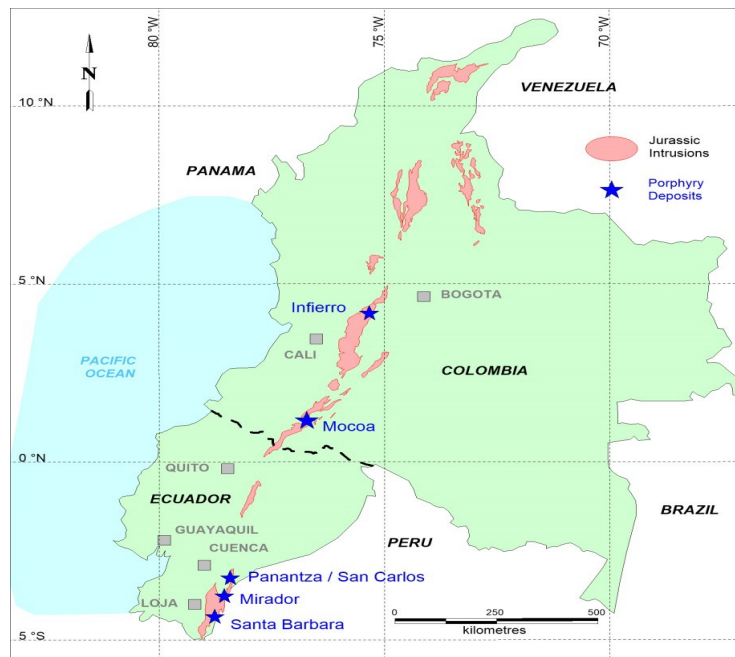 80 °W
75 °W
70 °W
N
10 °N
VENEZUELA
PANAMA
Jurassic
Intrusions
Porphyry
Deposits
5 °N
BOGOTA
Infierro
CALI
PACIFIC
OCEAN
COLOMBIA
Mocoa
0 °N
QUITO
ECUADOR
BRAZIL
GUAYAQUIL
PERU
CUENCA
Panantza / San Carlos
Mirador
LOJA
Santa Barbara
0 250 500
kilometres
5 °S